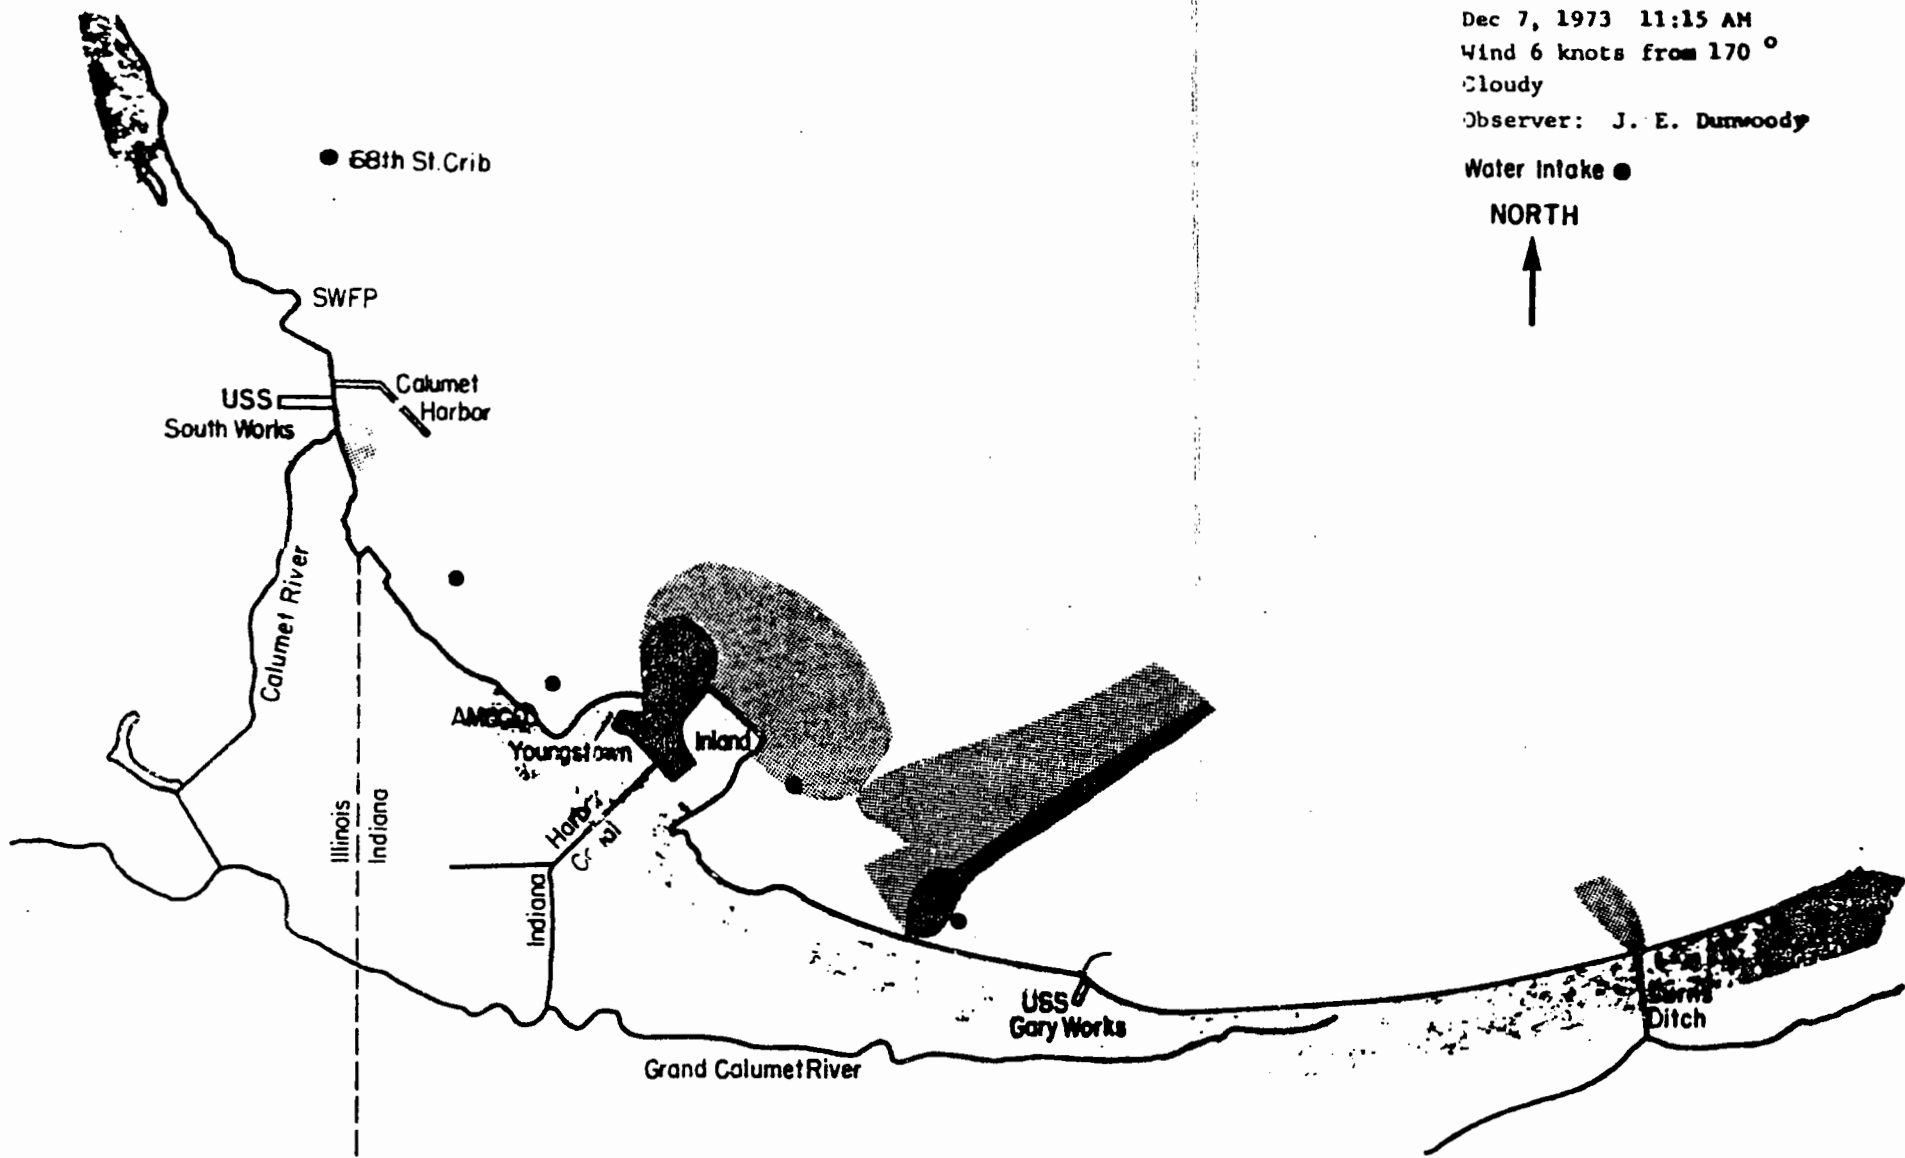 Dec 7, 1973 11:15 AM
Wind 6 knots from 170 °
Cloudy
Observer: J. E. Dunwoody
Water Intake
NORTH
68th St. Crib
SWFP
Calumet
Harbor
USS
South Works
Calumet River
Youngstown
Inland
Illinois
Indiana
Indiana
USS
Gary Works
Ditch
Grand Calumet River